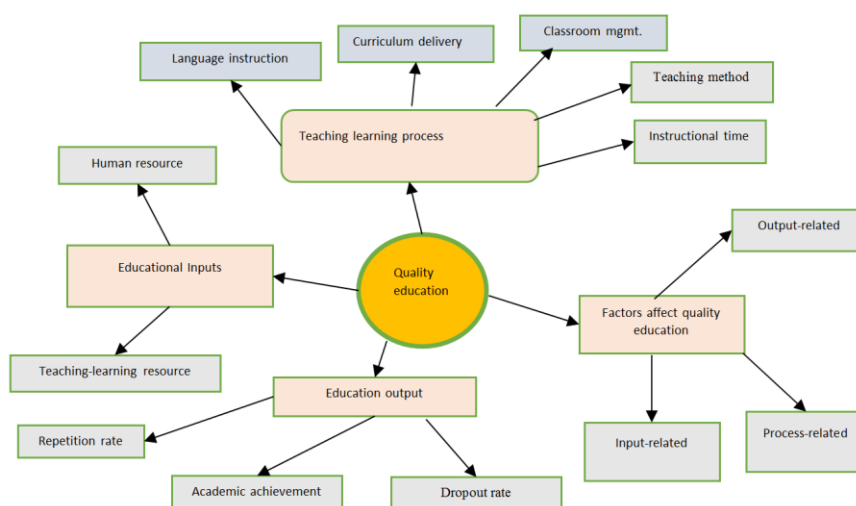 Curriculum delivery
Classroom mgmt.
Language instruction
Teaching method
Teaching learning process
Instructional time
Human resource
Output-related
Educational Inputs
Quality
education
Factors affect quality
education
Teaching-learning resource
Education output
Repetition rate
Input-related
Process-related
Academic achievement
Dropout rate